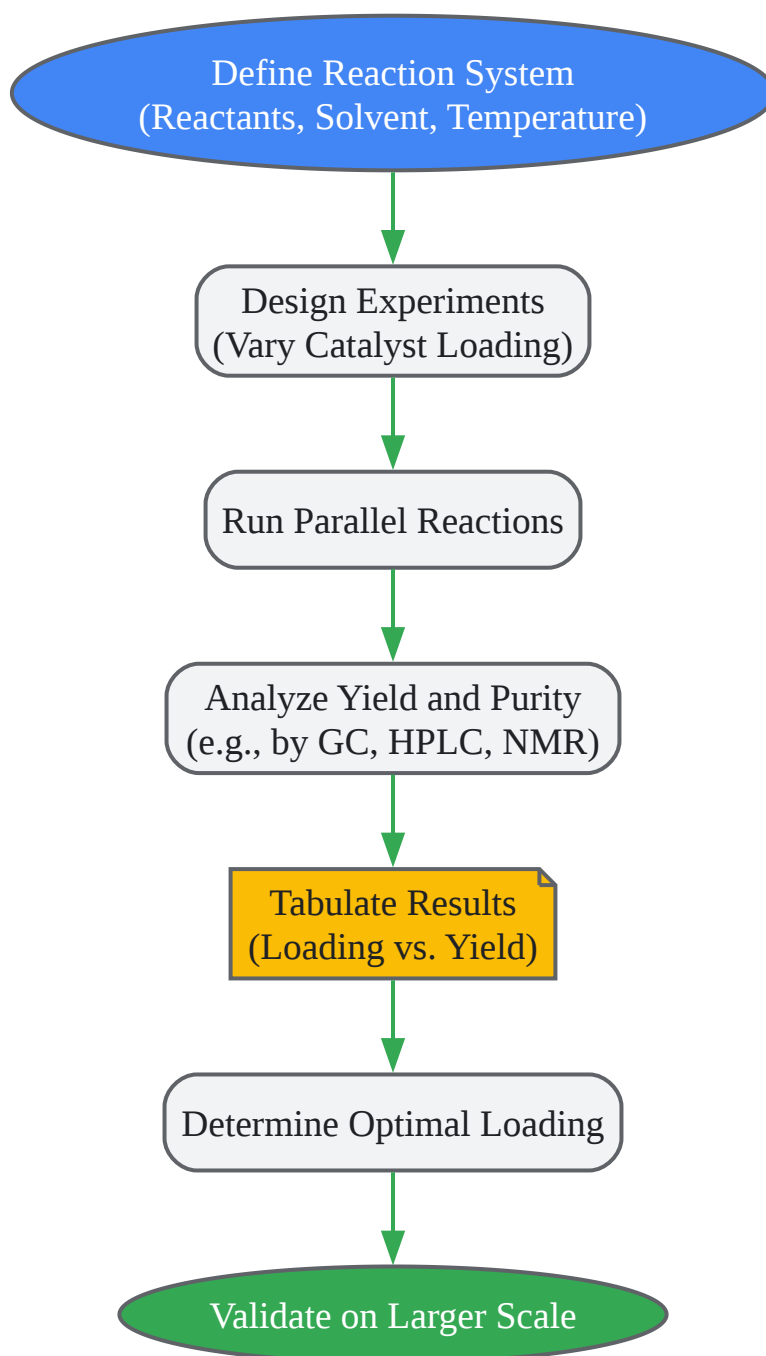 Define Reaction System
(Reactants, Solvent, Temperature)
Design Experiments
(Vary Catalyst Loading)
Run Parallel Reactions
Analyze Yield and Purity
(e.g., by GC, HPLC, NMR)
Tabulate Results
(Loading vs. Yield)
Determine Optimal Loading
Validate on Larger Scale